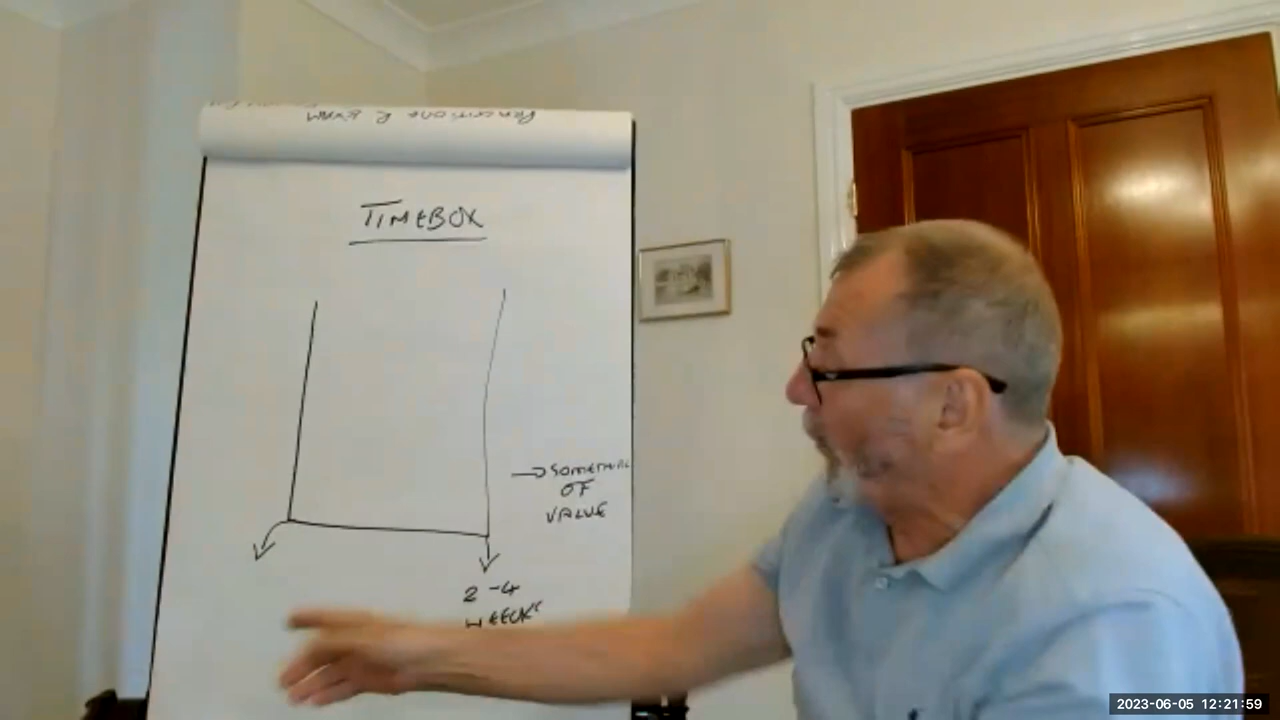 TIMEBOX
→ SOMETHING
OF
VALUE
2-4
WEEKS
2023-06-05 12:21:59